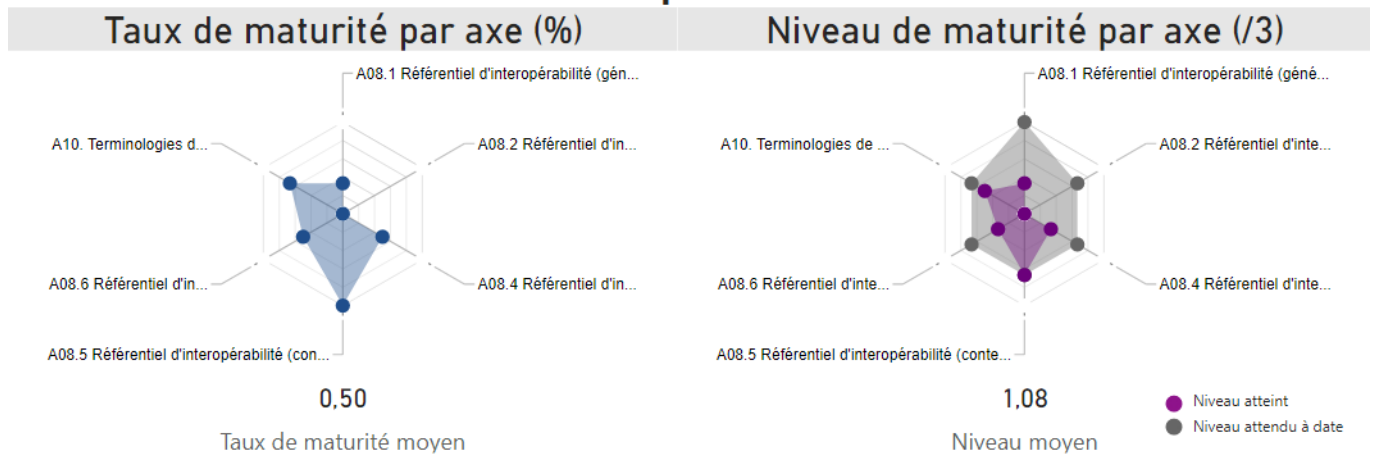 Taux de maturité par axe (%)
A08.1 Référentiel d'interopérabilité (gén...
A10. Terminologies d...
A08.2 Référentiel d'in...
A08.6 Référentiel d'in...
A08.4 Référentiel d'in...
A08.5 Référentiel d'interopérabilité (con...
0,50
Taux de maturité moyen
Niveau de maturité par axe (/3)
A08.1 Référentiel d'interopérabilité (géné...
A10. Terminologies de ...
A08.2 Référentiel d'inte...
A08.6 Référentiel d'inte...
A08.4 Référentiel d'inte...
A08.5 Référentiel d'interopérabilité (conte...
1,08
Niveau moyen
Niveau atteint
Niveau attendu à date